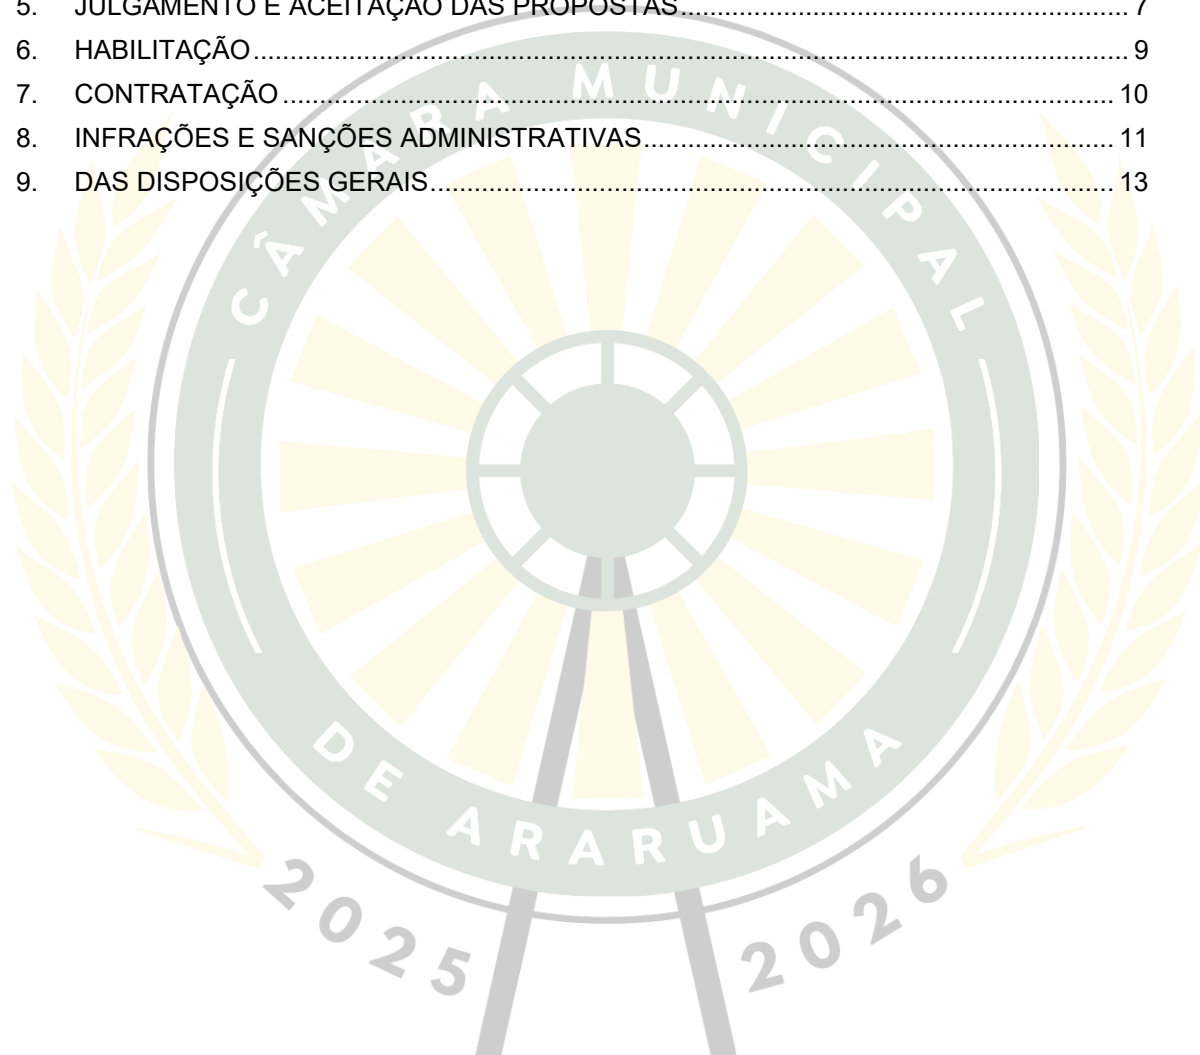 5. JULGAMENTO E ACEITAÇÃO DAS PROPOSTAS.......... 7
6. HABILITAÇÃO.......... 9
7. CONTRATAÇÃO.......... 10
8. INFRAÇÕES E SANÇÕES ADMINISTRATIVAS.......... 11
9. DAS DISPOSIÇÕES GERAIS.......... 13
CÂMARA MUNICIPAL
DE ARARUAMA
2025 2026